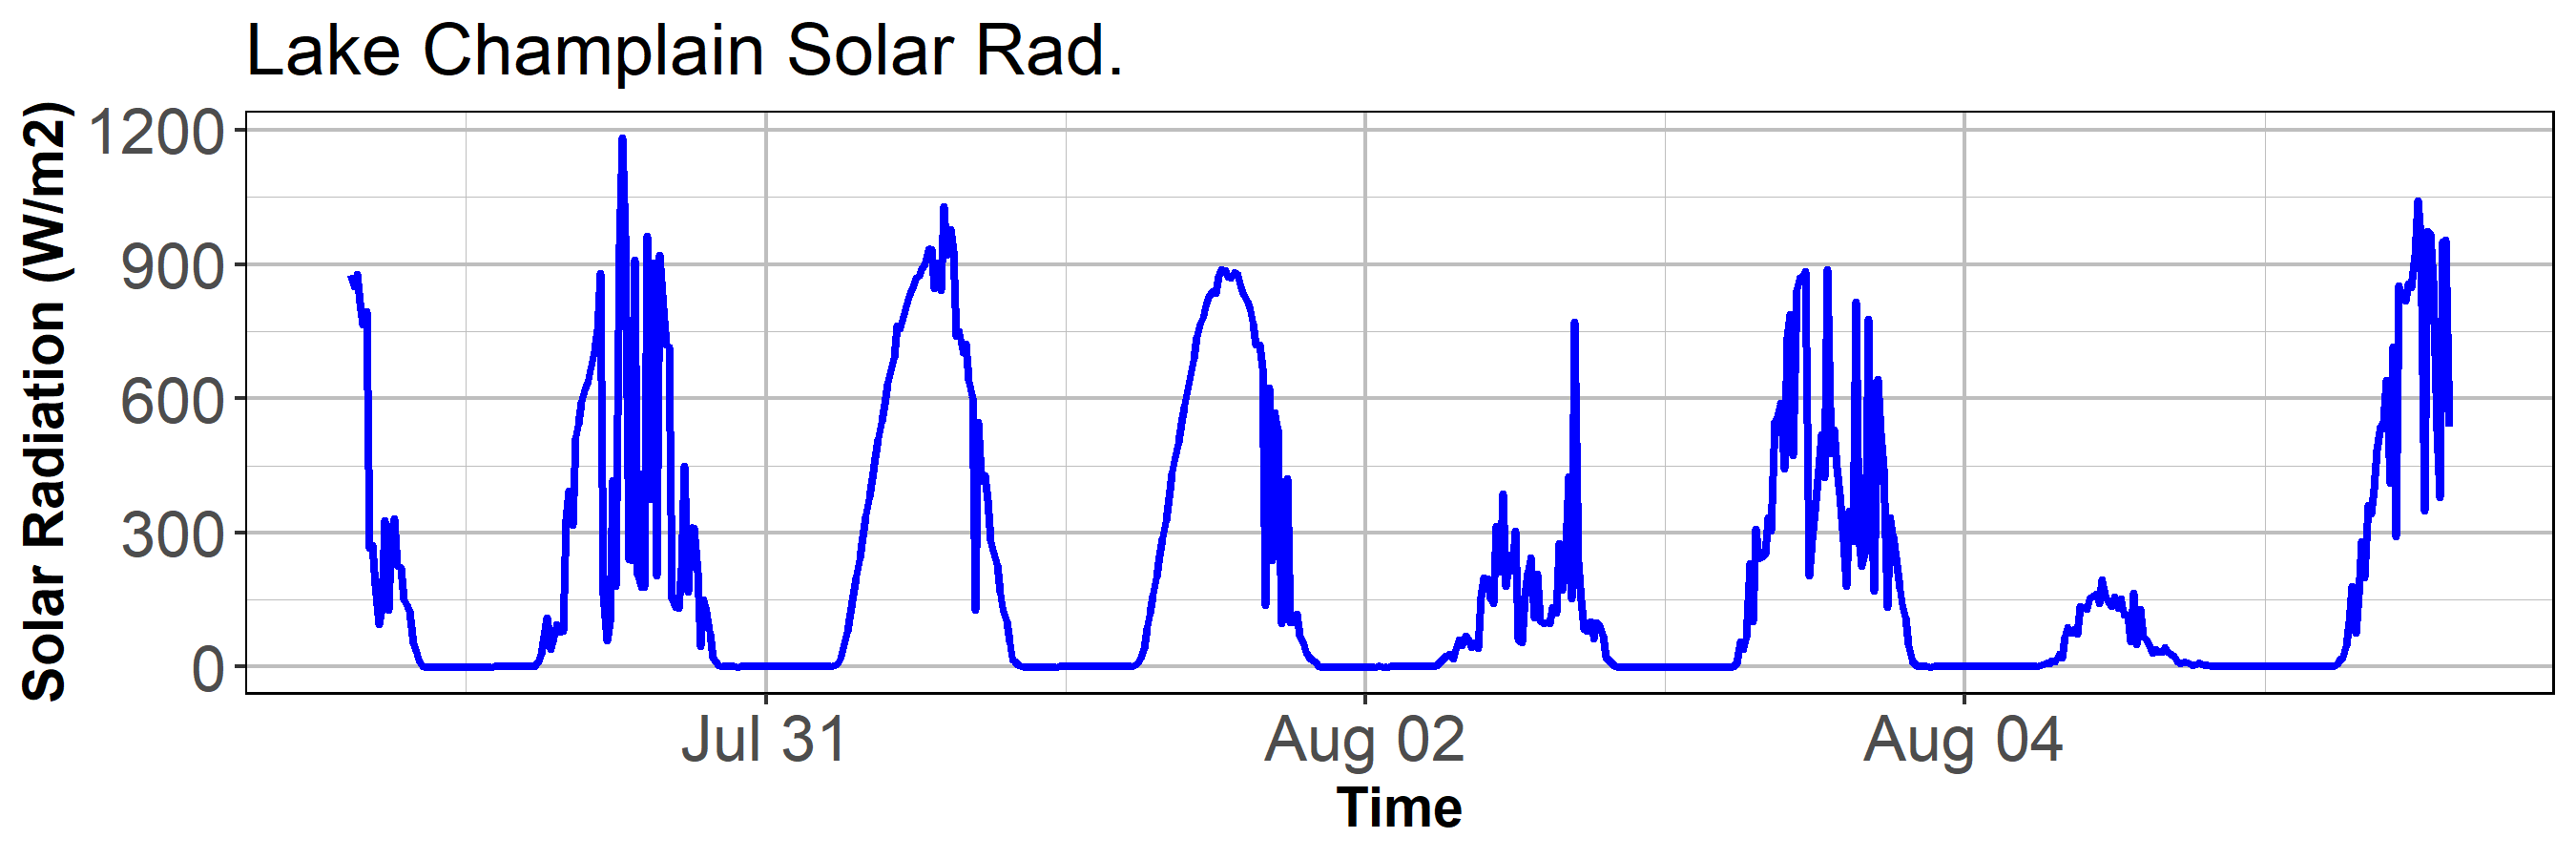 Lake Champlain Solar Rad.
Solar Radiation (W/m2)
1200
900
600
300
0
Jul 31
Aug 02
Aug 04
Time